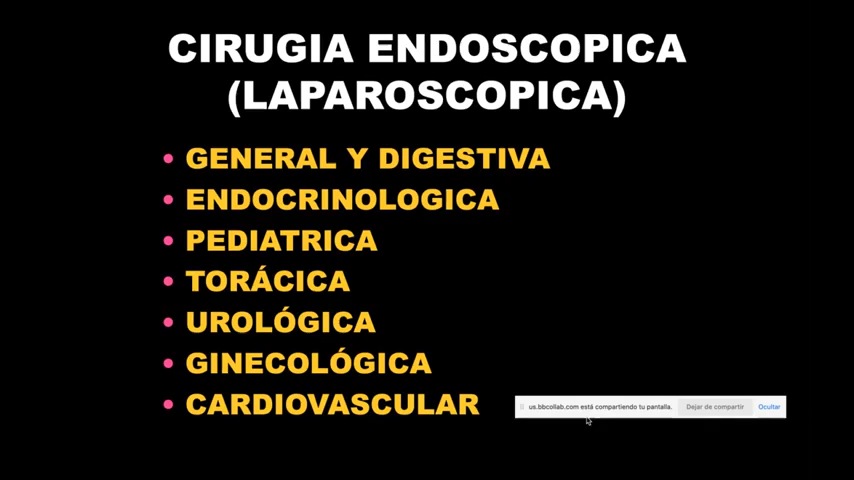 CIRUGIA ENDOSCOPICA
(LAPAROSCOPICA)
• GENERAL Y DIGESTIVA
• ENDOCRINOLOGICA
• PEDIATRICA
• TORÁCICA
• UROLÓGICA
• GINECOLÓGICA
• CARDIOVASCULAR
us.bbcollab.com está compartiendo tu pantalla. Dejar de compartir Ocultar